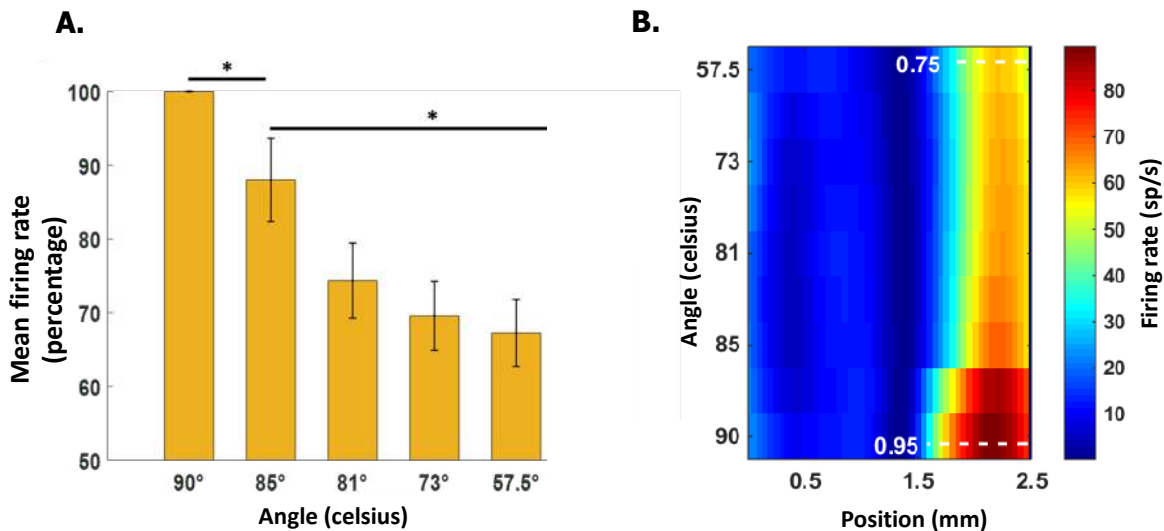 A.
*
*
100
90
80
70
60
50
Mean firing rate
(percentage)
90° 85° 81° 73° 57.5°
Angle (celsius)
B.
57.5
73
81
85
90
Angle (celsius)
0.75
0.95
0.5 1.5 2.5
Position (mm)
80
70
60
50
40
30
20
10
Firing rate (sp/s)